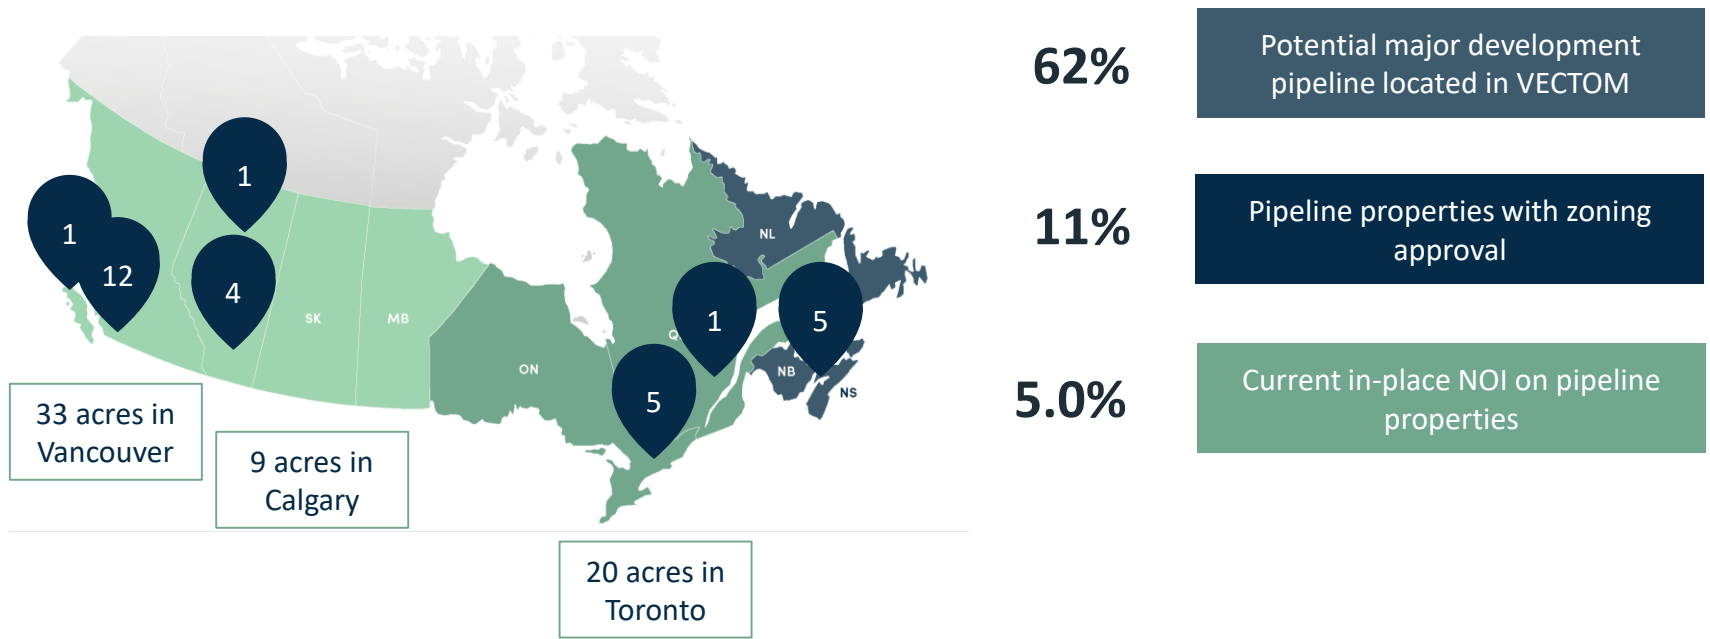 1
1
12
4
SK
MB
ON
Q
NL
1
5
5
NB
NS
33 acres in
Vancouver
9 acres in
Calgary
20 acres in
Toronto
62%
Potential major development
pipeline located in VECTOM
11%
Pipeline properties with zoning
approval
5.0%
Current in-place NOI on pipeline
properties